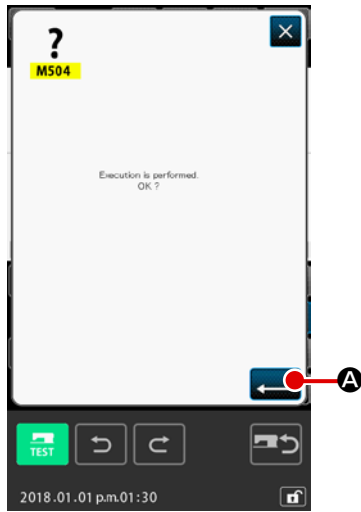 ?
M504
Execution is performed.
OK ?
A
TEST
2018.01.01 p.m.01:30